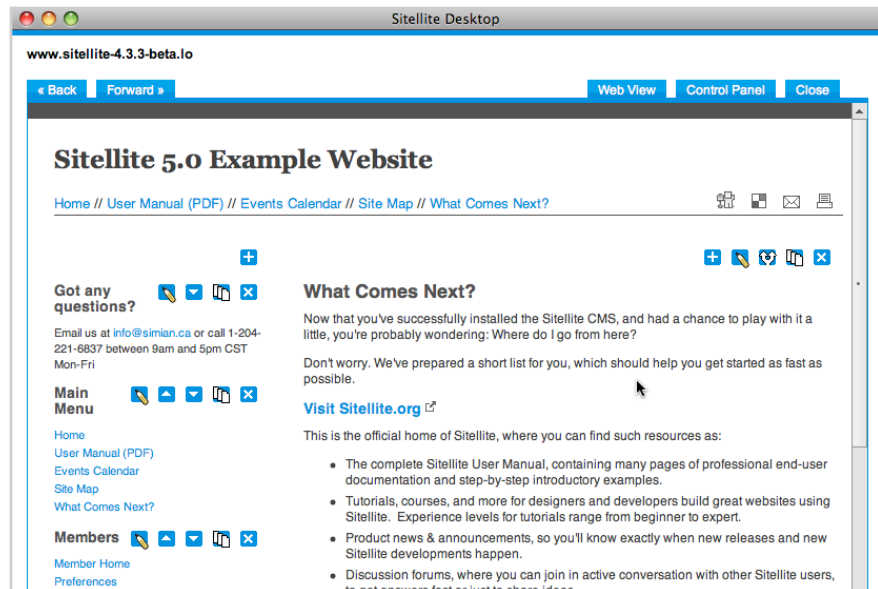 Sitellite Desktop
www.sitellite-4.3.3-beta.lo
« Back Forward » Web View Control Panel Close
Sitellite 5.0 Example Website
Home // User Manual (PDF) // Events Calendar // Site Map // What Comes Next?
Got any
questions?
Email us at info@simian.ca or call 1-204-
221-6837 between 9am and 5pm CST
Mon-Fri
Main
Menu
Home
User Manual (PDF)
Events Calendar
Site Map
What Comes Next?
Members
Member Home
Preferences
What Comes Next?
Now that you've successfully installed the Sitellite CMS, and had a chance to play with it a
little, you're probably wondering: Where do I go from here?
Don't worry. We've prepared a short list for you, which should help you get started as fast as
possible.
Visit Sitellite.org
This is the official home of Sitellite, where you can find such resources as:
• The complete Sitellite User Manual, containing many pages of professional end-user
documentation and step-by-step introductory examples.
• Tutorials, courses, and more for designers and developers build great websites using
Sitellite. Experience levels for tutorials range from beginner to expert.
• Product news & announcements, so you'll know exactly when new releases and new
Sitellite developments happen.
• Discussion forums, where you can join in active conversation with other Sitellite users,